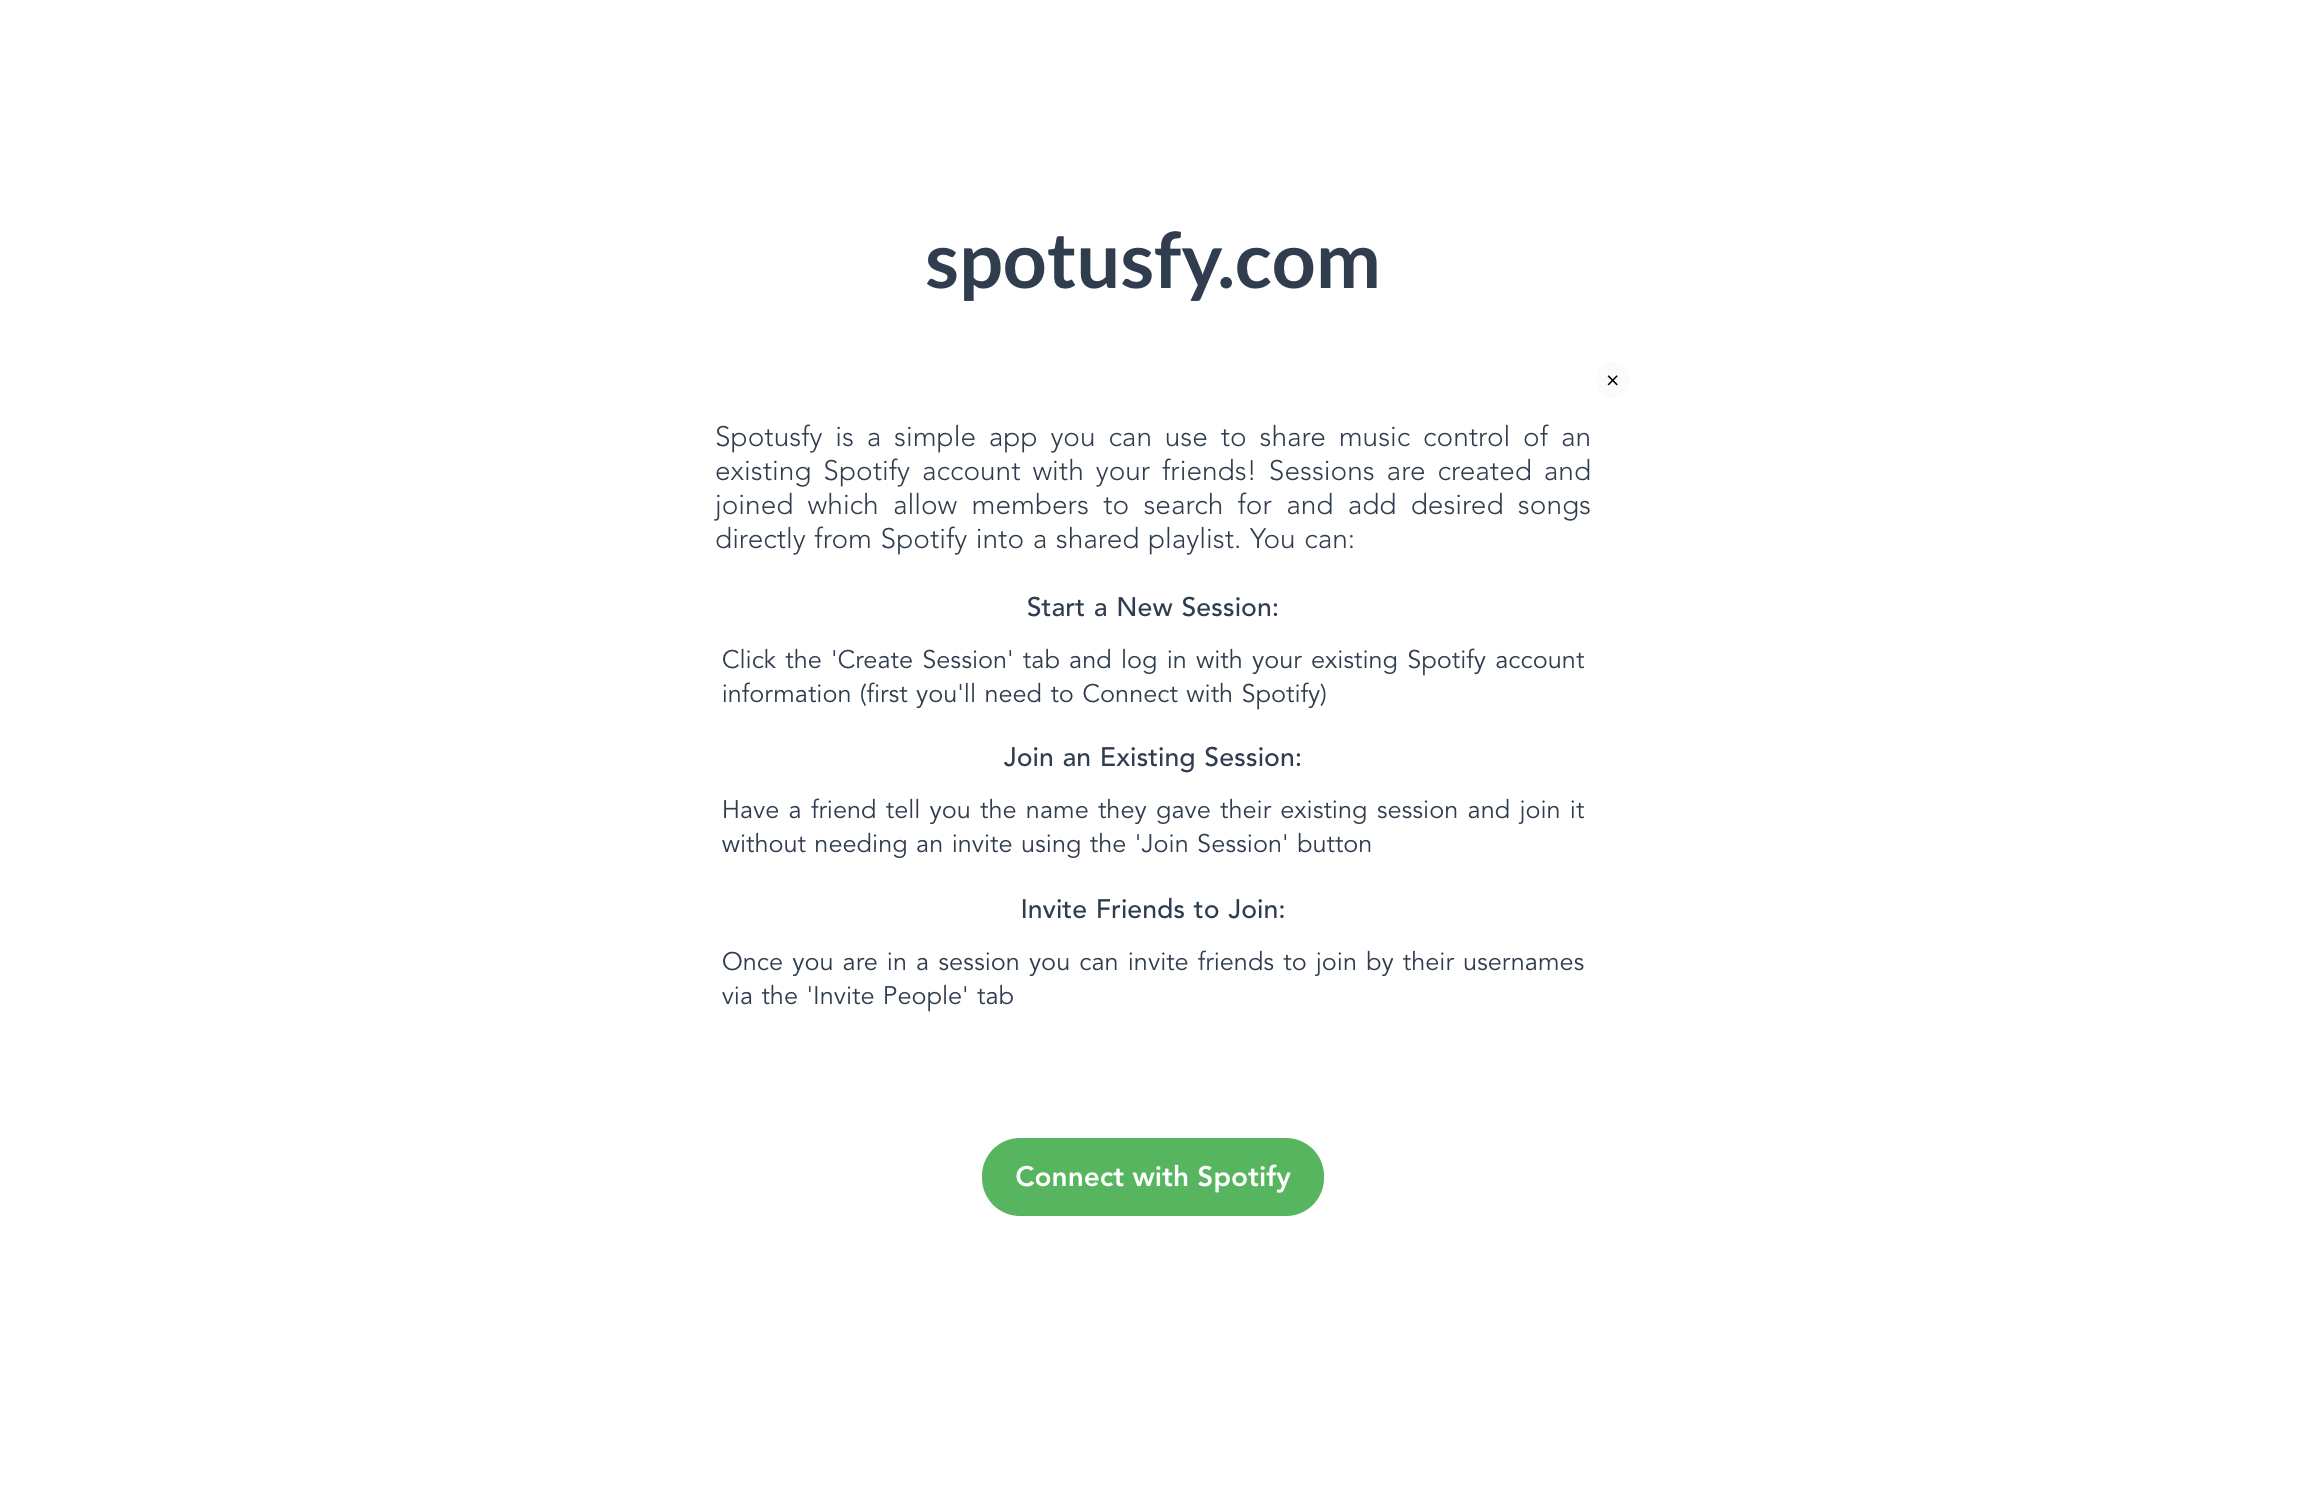 spotusfy.com
×
Spotusfy is a simple app you can use to share music control of an
existing Spotify account with your friends! Sessions are created and
joined which allow members to search for and add desired songs
directly from Spotify into a shared playlist. You can:
Start a New Session:
Click the 'Create Session' tab and log in with your existing Spotify account
information (first you'll need to Connect with Spotify)
Join an Existing Session:
Have a friend tell you the name they gave their existing session and join it
without needing an invite using the 'Join Session' button
Invite Friends to Join:
Once you are in a session you can invite friends to join by their usernames
via the 'Invite People' tab
Connect with Spotify